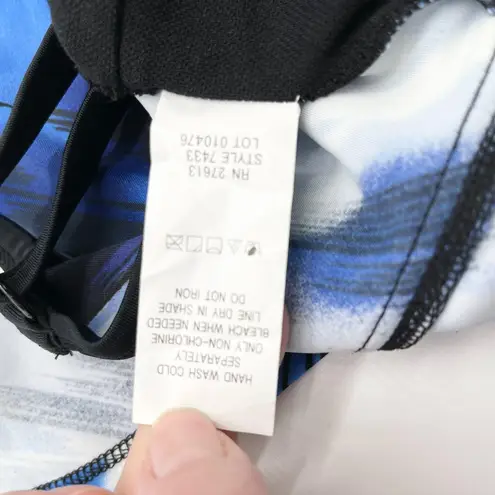 HAND WASH COLD
SEPARATELY
ONLY NON-CHLORINE
BLEACH WHEN NEEDED
LINE DRY IN SHADE
DO NOT IRON
RN 27613
STYLE 7433
LOT 010476